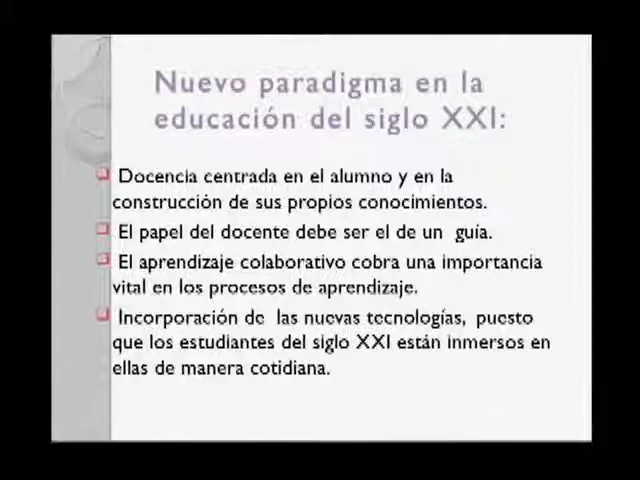 Nuevo paradigma en la
educación del siglo XXI:
Docencia centrada en el alumno y en la
construcción de sus propios conocimientos.
El papel del docente debe ser el de un guía.
El aprendizaje colaborativo cobra una importancia
vital en los procesos de aprendizaje.
Incorporación de las nuevas tecnologías, puesto
que los estudiantes del siglo XXI están inmersos en
ellas de manera cotidiana.